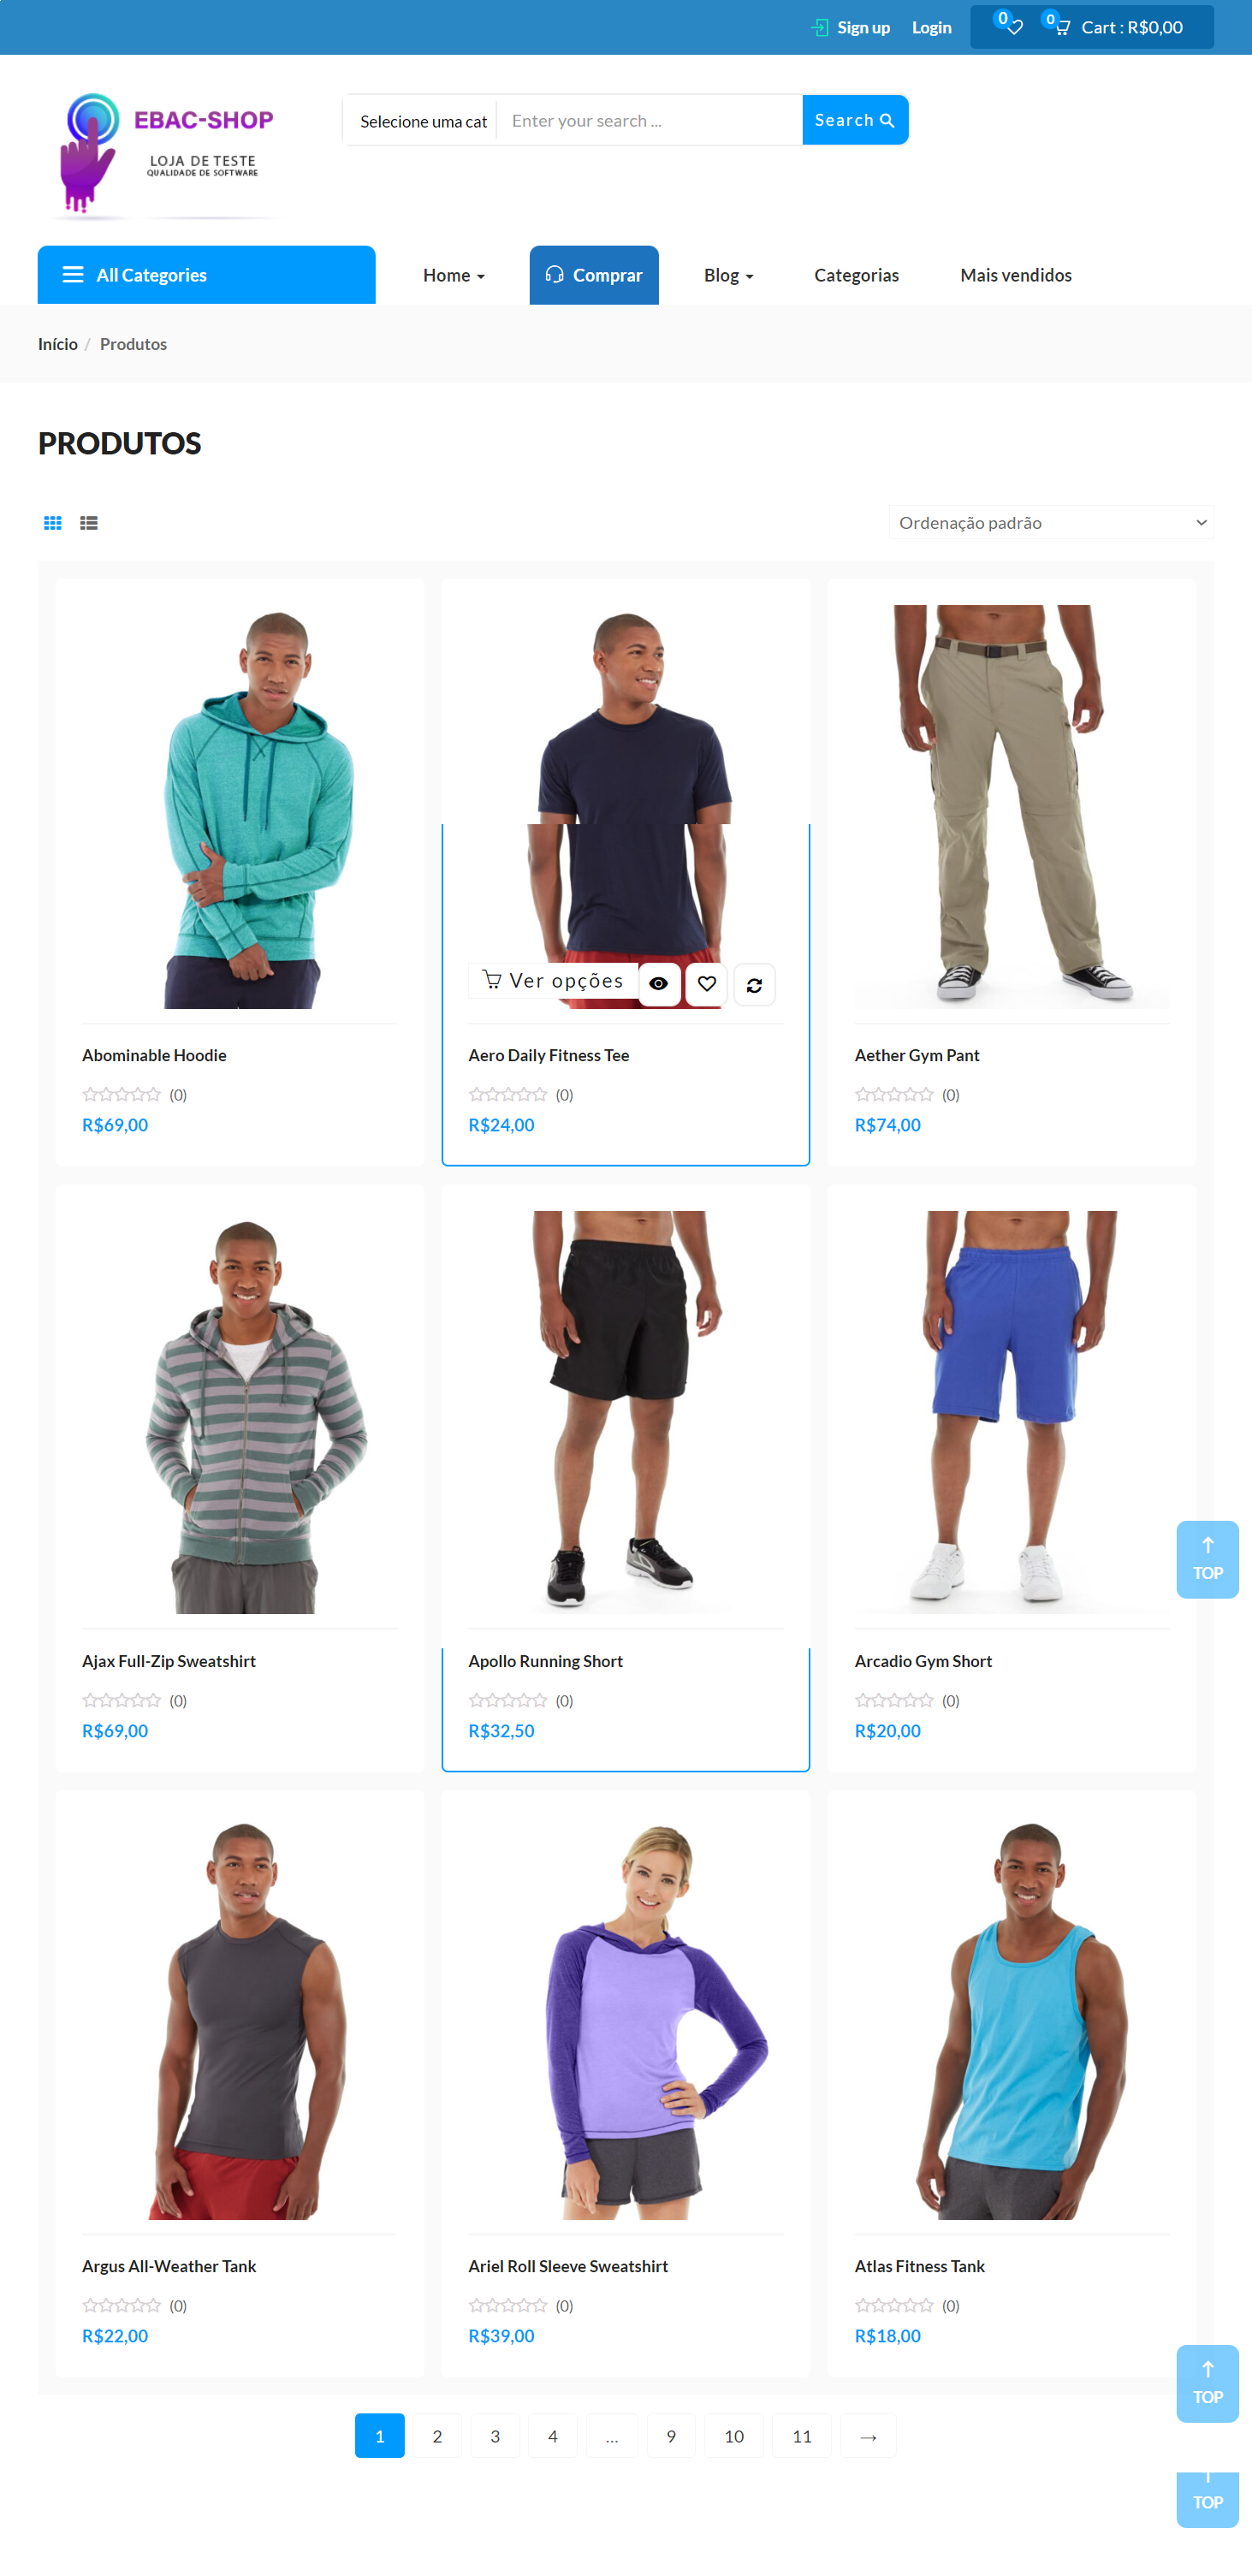 Sign up
Login
0
0
Cart : R$0,00
EBAC-SHOP
LOJA DE TESTE
QUALIDADE DE SOFTWARE
Selecione uma cat
Enter your search ...
Search
All Categories
Home
Comprar
Blog
Categorias
Mais vendidos
Início / Produtos
PRODUTOS
Ordenação padrão
Ver opções
Abominable Hoodie
(0)
R$69,00
Aero Daily Fitness Tee
(0)
R$24,00
Aether Gym Pant
(0)
R$74,00
TOP
Ajax Full-Zip Sweatshirt
(0)
R$69,00
Apollo Running Short
(0)
R$32,50
Arcadio Gym Short
(0)
R$20,00
Argus All-Weather Tank
(0)
R$22,00
Ariel Roll Sleeve Sweatshirt
(0)
R$39,00
Atlas Fitness Tank
(0)
R$18,00
TOP
1 2 3 4 … 9 10 11 →
TOP